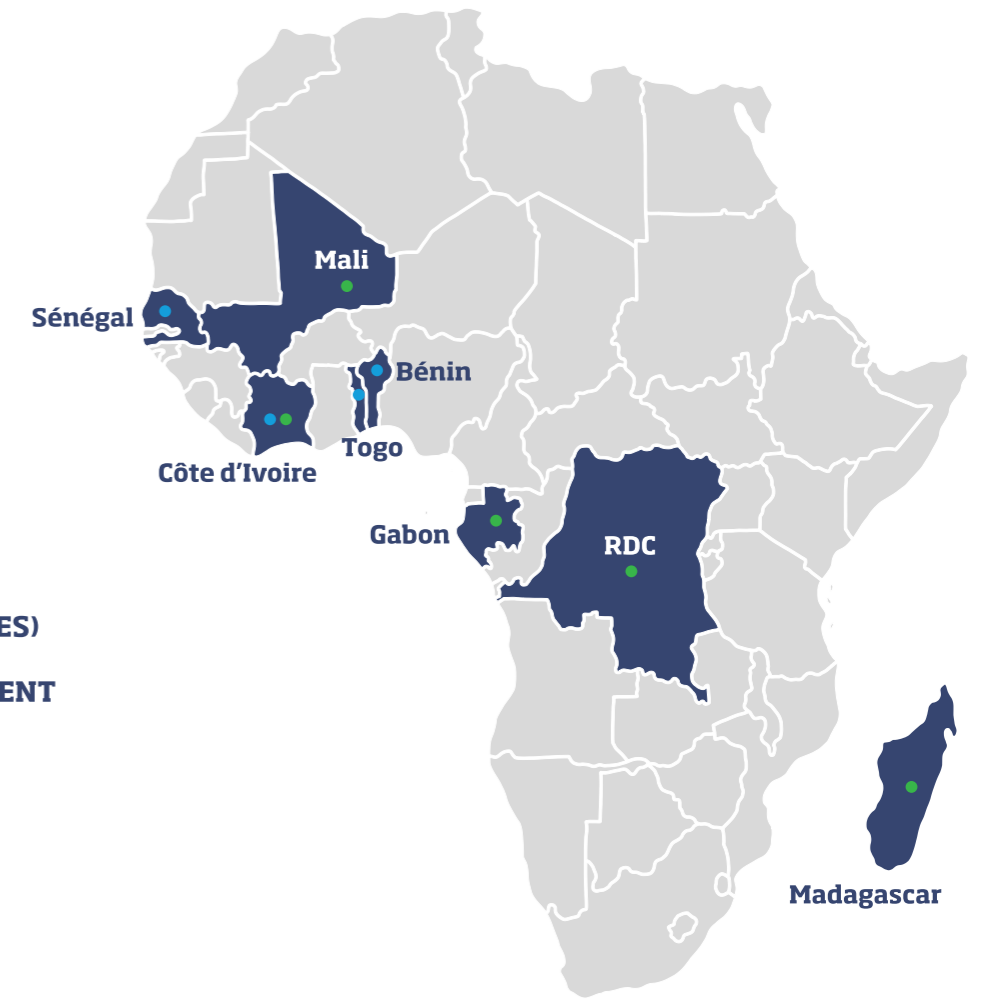 Mali
Sénégal
Bénin
Togo
Côte d’Ivoire
Gabon
RDC
ES)
ENT
Madagascar